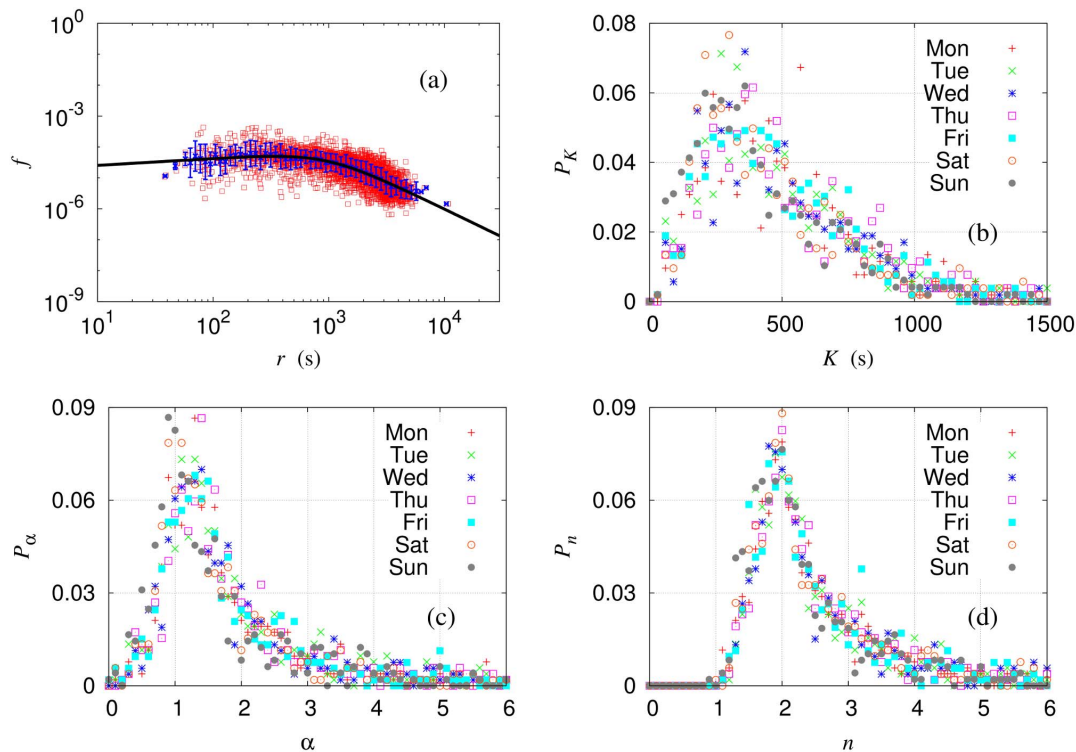 10^0
10^-3
10^-6
10^-9
f
(a)
10^1 10^2 10^3 10^4
r (s)
0.08
0.06
0.04
0.02
0
P_K
Mon
Tue
Wed
Thu
Fri
Sat
Sun
(b)
0 500 1000 1500
K (s)
0.09
0.06
0.03
0
P_α
Mon
Tue
Wed
Thu
Fri
Sat
Sun
(c)
0 1 2 3 4 5 6
α
0.09
0.06
0.03
0
P_n
Mon
Tue
Wed
Thu
Fri
Sat
Sun
(d)
0 1 2 3 4 5 6
n